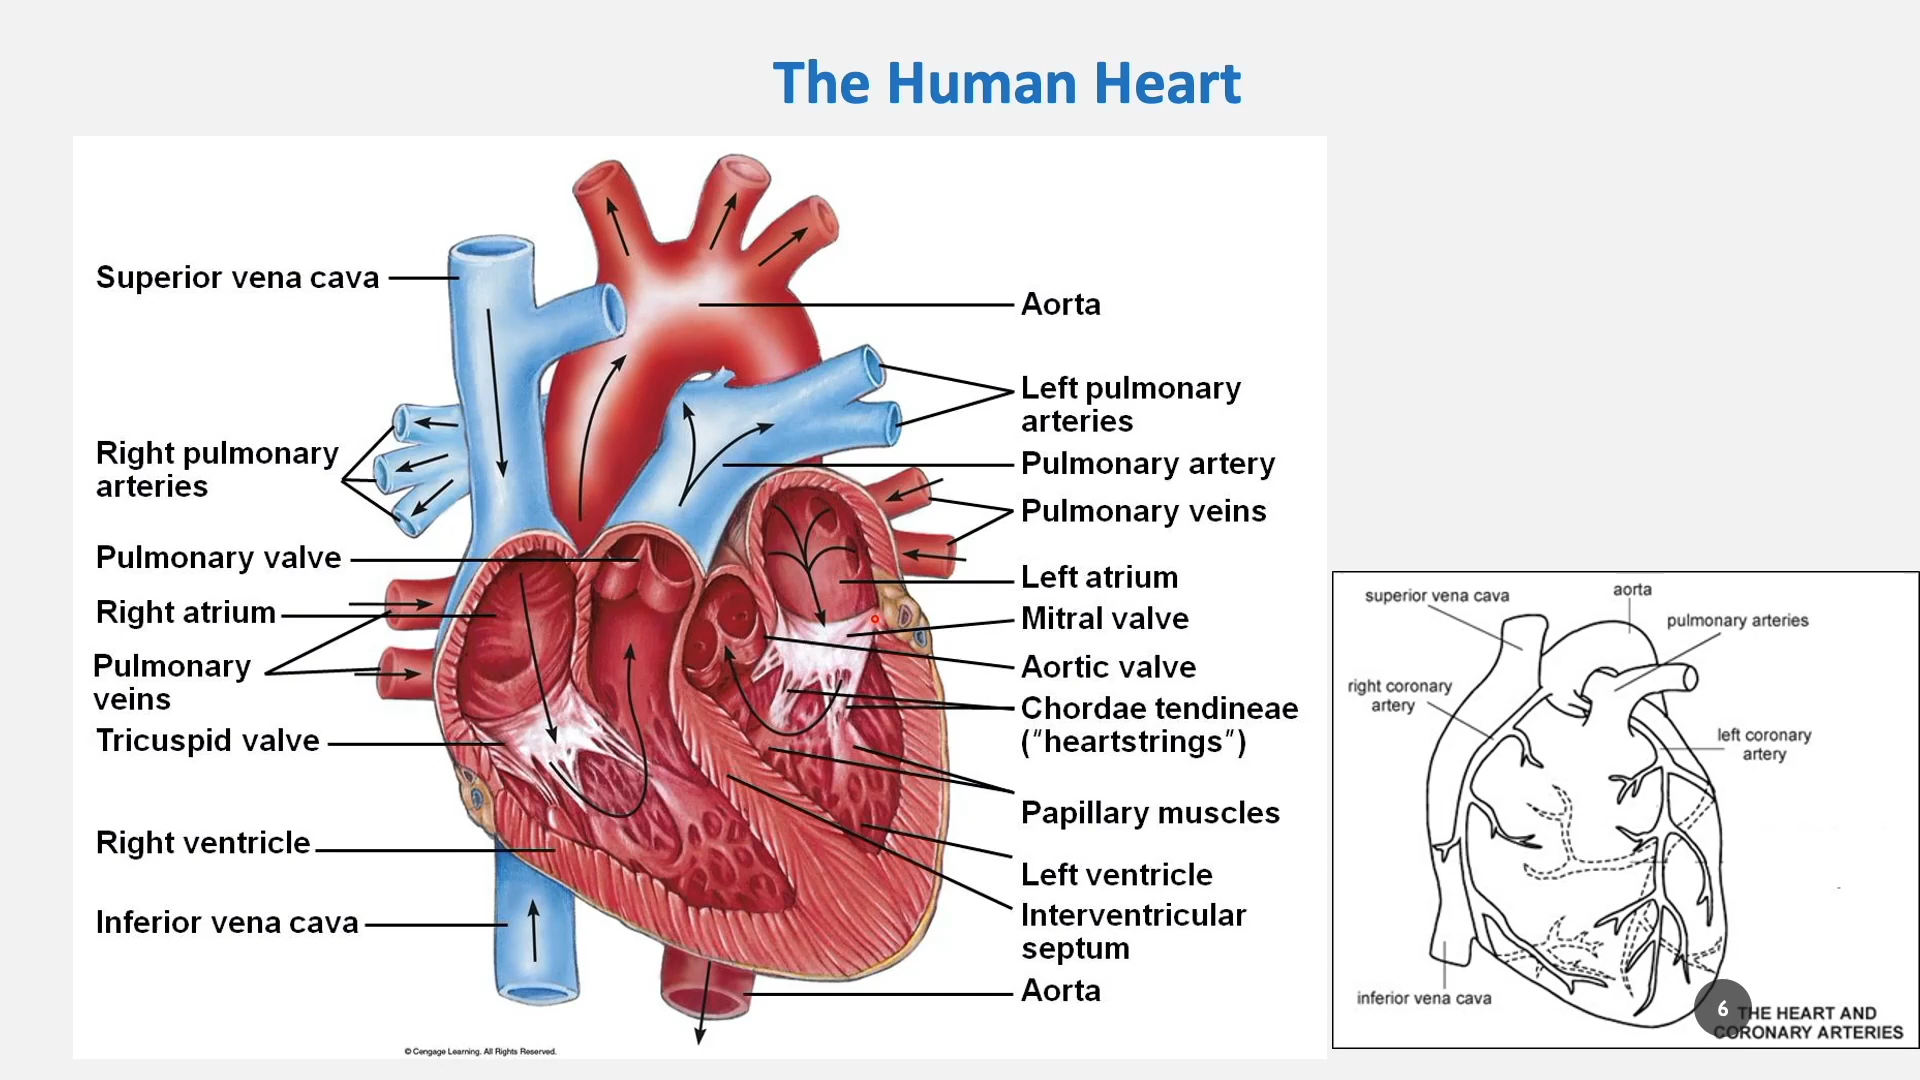 The Human Heart
Superior vena cava
Right pulmonary
arteries
Pulmonary valve
Right atrium
Pulmonary
veins
Tricuspid valve
Right ventricle
Inferior vena cava
Aorta
Left pulmonary
arteries
Pulmonary artery
Pulmonary veins
Left atrium
Mitral valve
Aortic valve
Chordae tendineae
("heartstrings")
Papillary muscles
Left ventricle
Interventricular
septum
Aorta
© Cengage Learning. All Rights Reserved.
superior vena cava
aorta
pulmonary arteries
right coronary
artery
left coronary
artery
inferior vena cava
6
THE HEART AND
CORONARY ARTERIES